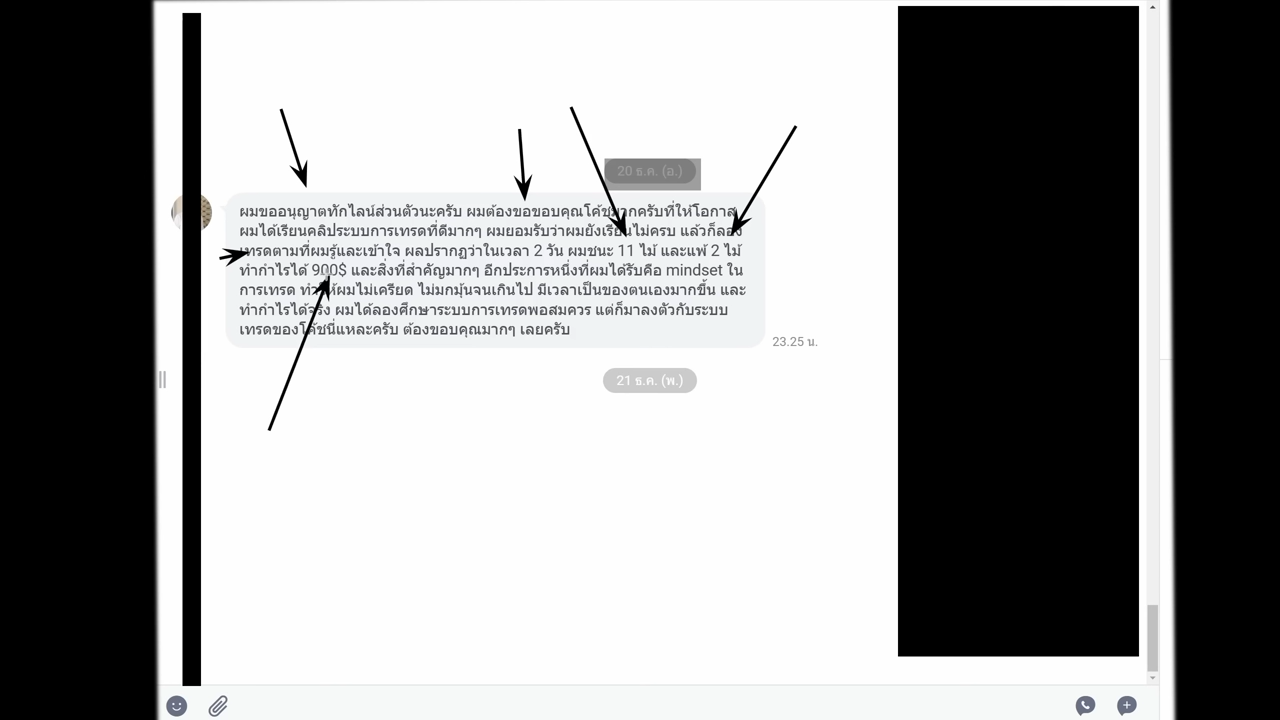 20 ธ.ค. (อ.)
ผมขออนุญาตทักไลน์ส่วนตัวนะครับ ผมต้องขอขอบคุณโค้ชมากครับที่ให้โอกาส
ผมได้เรียนคลิประบบการเทรดที่ดีมากๆ ผมยอมรับว่าผมยังเรียนไม่ครบ แล้วก็ลอง
เทรดตามที่ผมรู้และเข้าใจ ผลปรากฏว่าในเวลา 2 วัน ผมชนะ 11 ไม้ และแพ้ 2 ไม้
ทำกำไรได้ 900$ และสิ่งที่สำคัญมากๆ อีกประการหนึ่งที่ผมได้รับคือ mindset ใน
การเทรด ทำให้ผมไม่เครียด ไม่มกมุ้นจนเกินไป มีเวลาเป็นของตนเองมากขึ้น และ
ทำกำไรได้จริง ผมได้ลองศึกษาระบบการเทรดพอสมควร แต่ก็มาลงตัวกับระบบ
เทรดของโค้ชนี่แหละครับ ต้องขอบคุณมากๆ เลยครับ
23.25 น.
21 ธ.ค. (พ.)